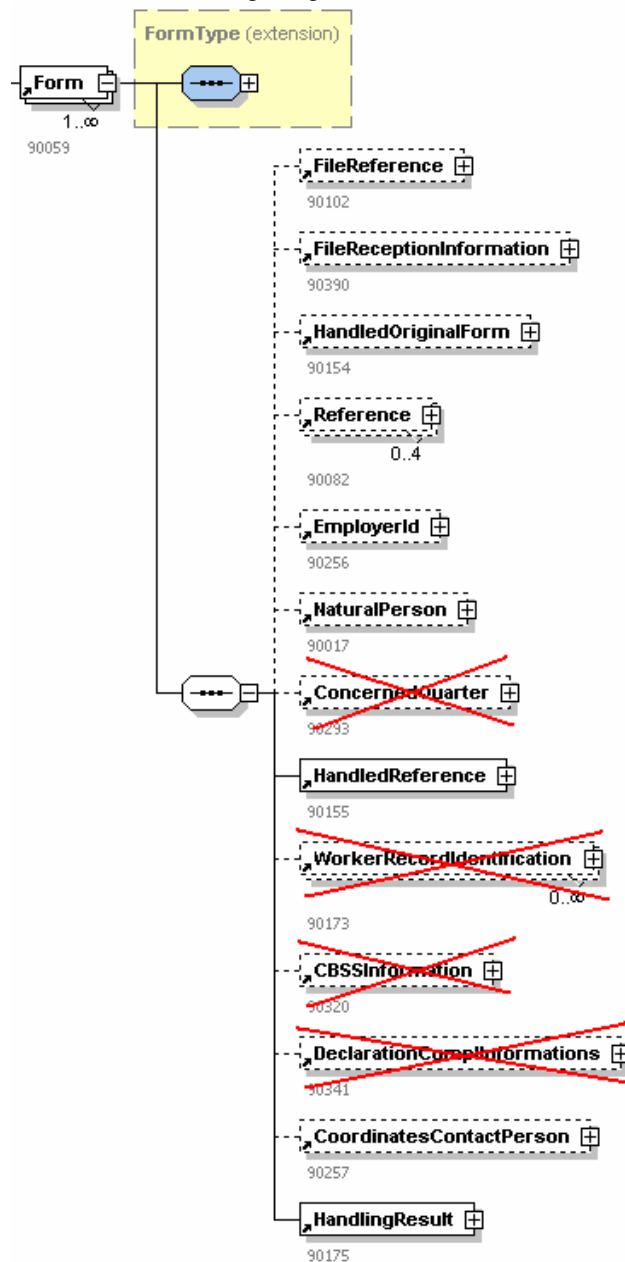 FormType (extension)
Form
1..∞
90059
FileReference
90102
FileReceptionInformation
90390
HandledOriginalForm
90154
Reference
0..4
90082
EmployerId
90256
NaturalPerson
90017
ConcernedQuarter
90293
HandledReference
90155
WorkerRecordIdentification
0..∞
90173
CBSSInformation
90320
DeclarationComplInformations
90341
CoordinatesContactPerson
90257
HandlingResult
90175